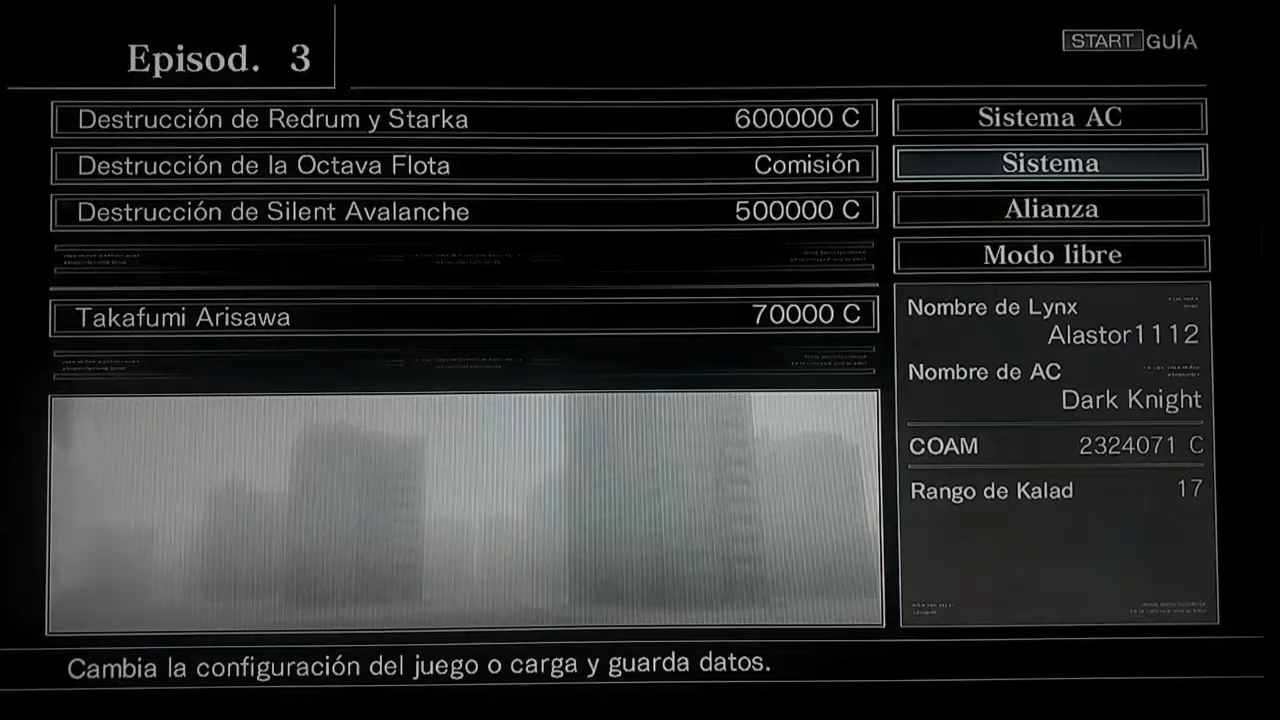 Episod. 3
START GUÍA
Destrucción de Redrum y Starka 600000 C
Destrucción de la Octava Flota Comisión
Destrucción de Silent Avalanche 500000 C
Takafumi Arisawa 70000 C
Sistema AC
Sistema
Alianza
Modo libre
Nombre de Lynx
Alastor1112
Nombre de AC
Dark Knight
COAM 2324071 C
Rango de Kalad 17
Cambia la configuración del juego o carga y guarda datos.